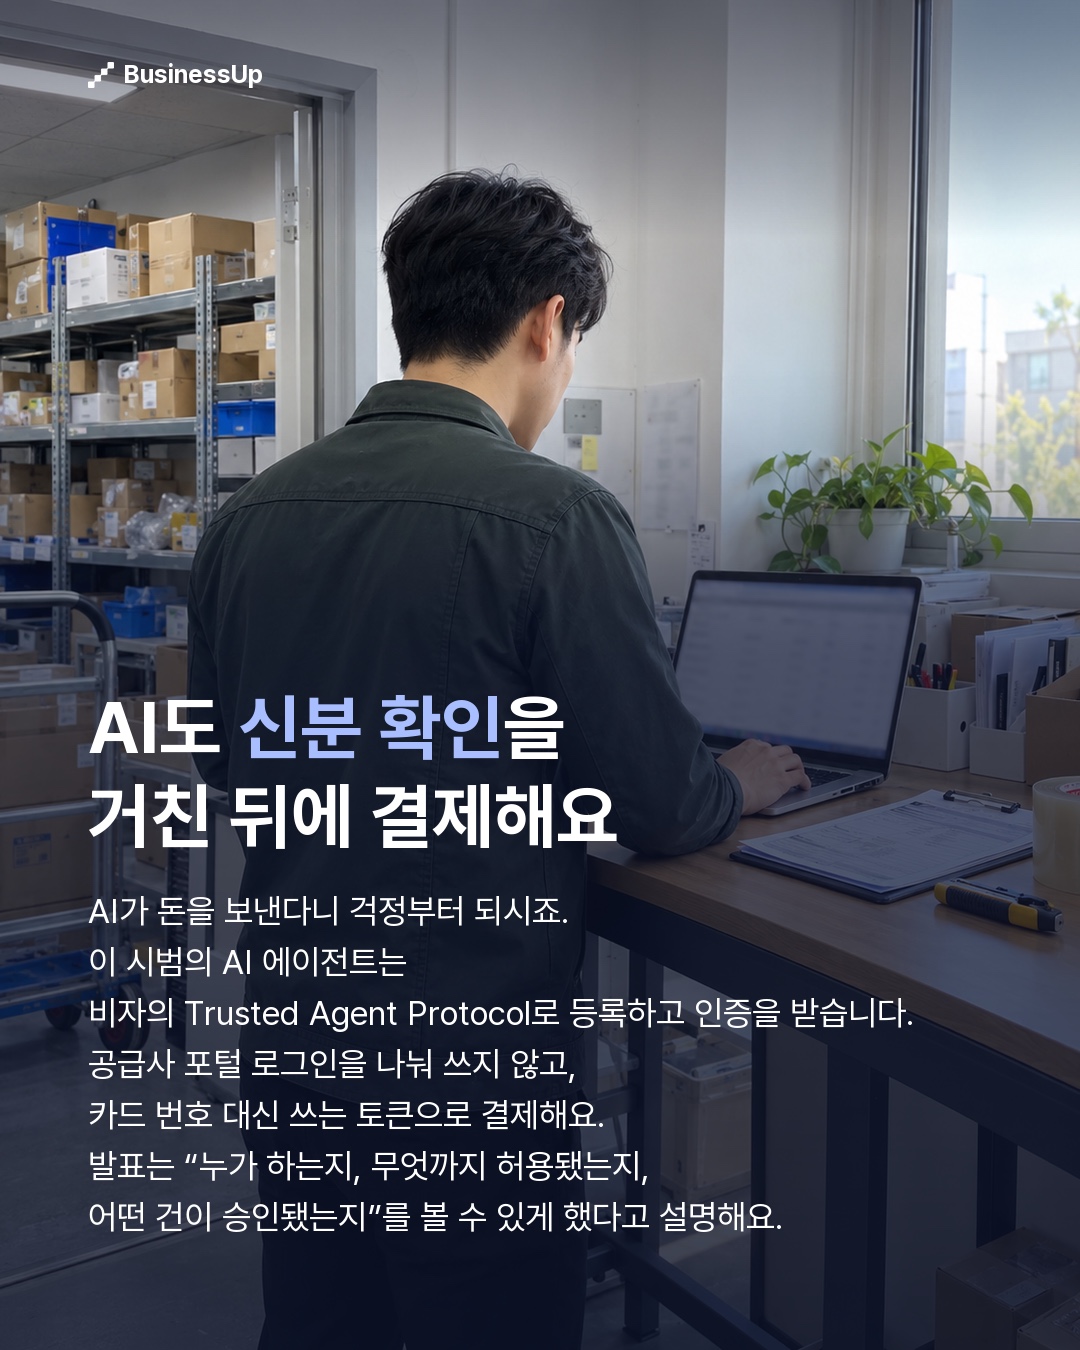 BusinessUp
AI도 신분 확인을
거친 뒤에 결제해요
AI가 돈을 보낸다니 걱정부터 되시죠.
이 시범의 AI 에이전트는
비자의 Trusted Agent Protocol로 등록하고 인증을 받습니다.
공급사 포털 로그인을 나눠 쓰지 않고,
카드 번호 대신 쓰는 토큰으로 결제해요.
발표는 “누가 하는지, 무엇까지 허용됐는지,
어떤 건이 승인됐는지”를 볼 수 있게 했다고 설명해요.